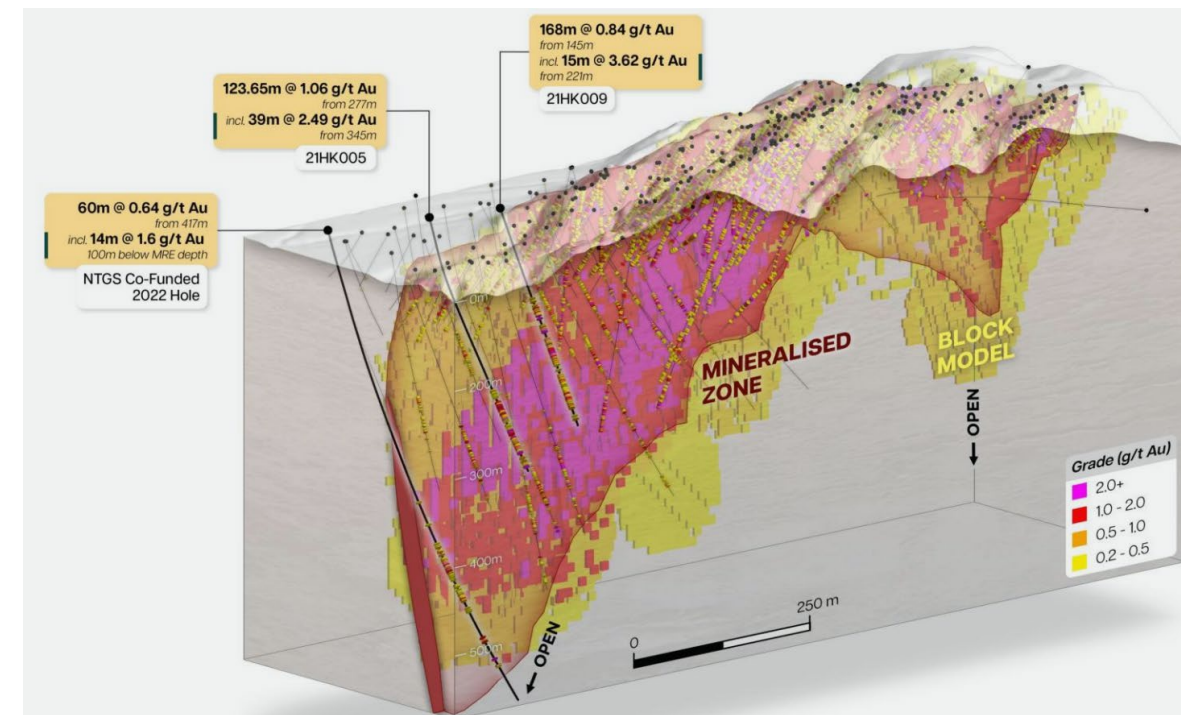 168m @ 0.84 g/t Au
from 145m
incl. 15m @ 3.62 g/t Au
from 221m
21HK009
123.65m @ 1.06 g/t Au
from 277m
incl. 39m @ 2.49 g/t Au
from 345m
21HK005
60m @ 0.64 g/t Au
from 417m
incl. 14m @ 1.6 g/t Au
100m below MRE depth
NTGS Co-Funded
2022 Hole
0m
200m
300m
400m
500m
MINERALISED
ZONE
BLOCK
MODEL
OPEN
OPEN
Grade (g/t Au)
2.0+
1.0 - 2.0
0.5 - 1.0
0.2 - 0.5
0
250 m